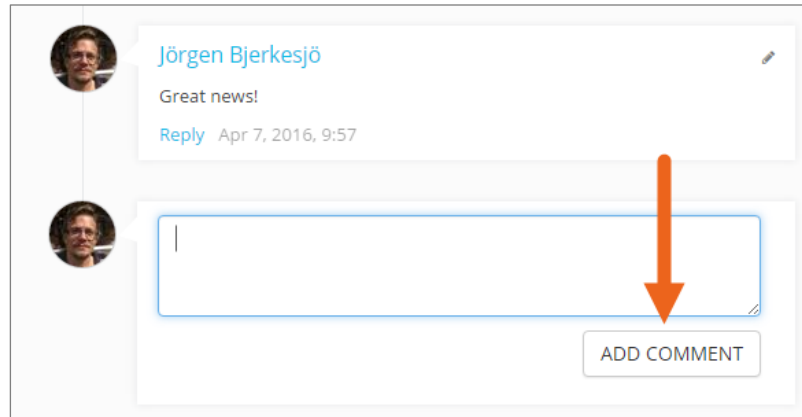 Jörgen Bjerkesjö
Great news!
Reply Apr 7, 2016, 9:57
ADD COMMENT